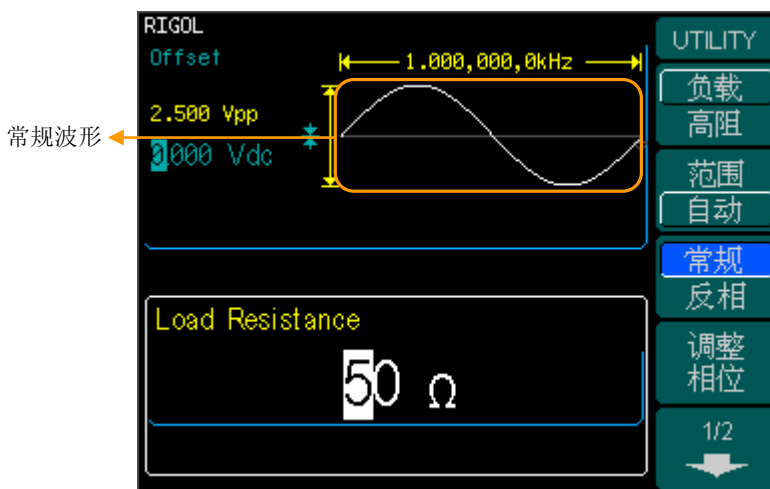 RIGOL
Offset
1.000,000,0kHz
2.500 Vpp
0.000 Vdc
常规波形
Load Resistance
50 Ω
UTILITY
负载
高阻
范围
自动
常规
反相
调整
相位
1/2